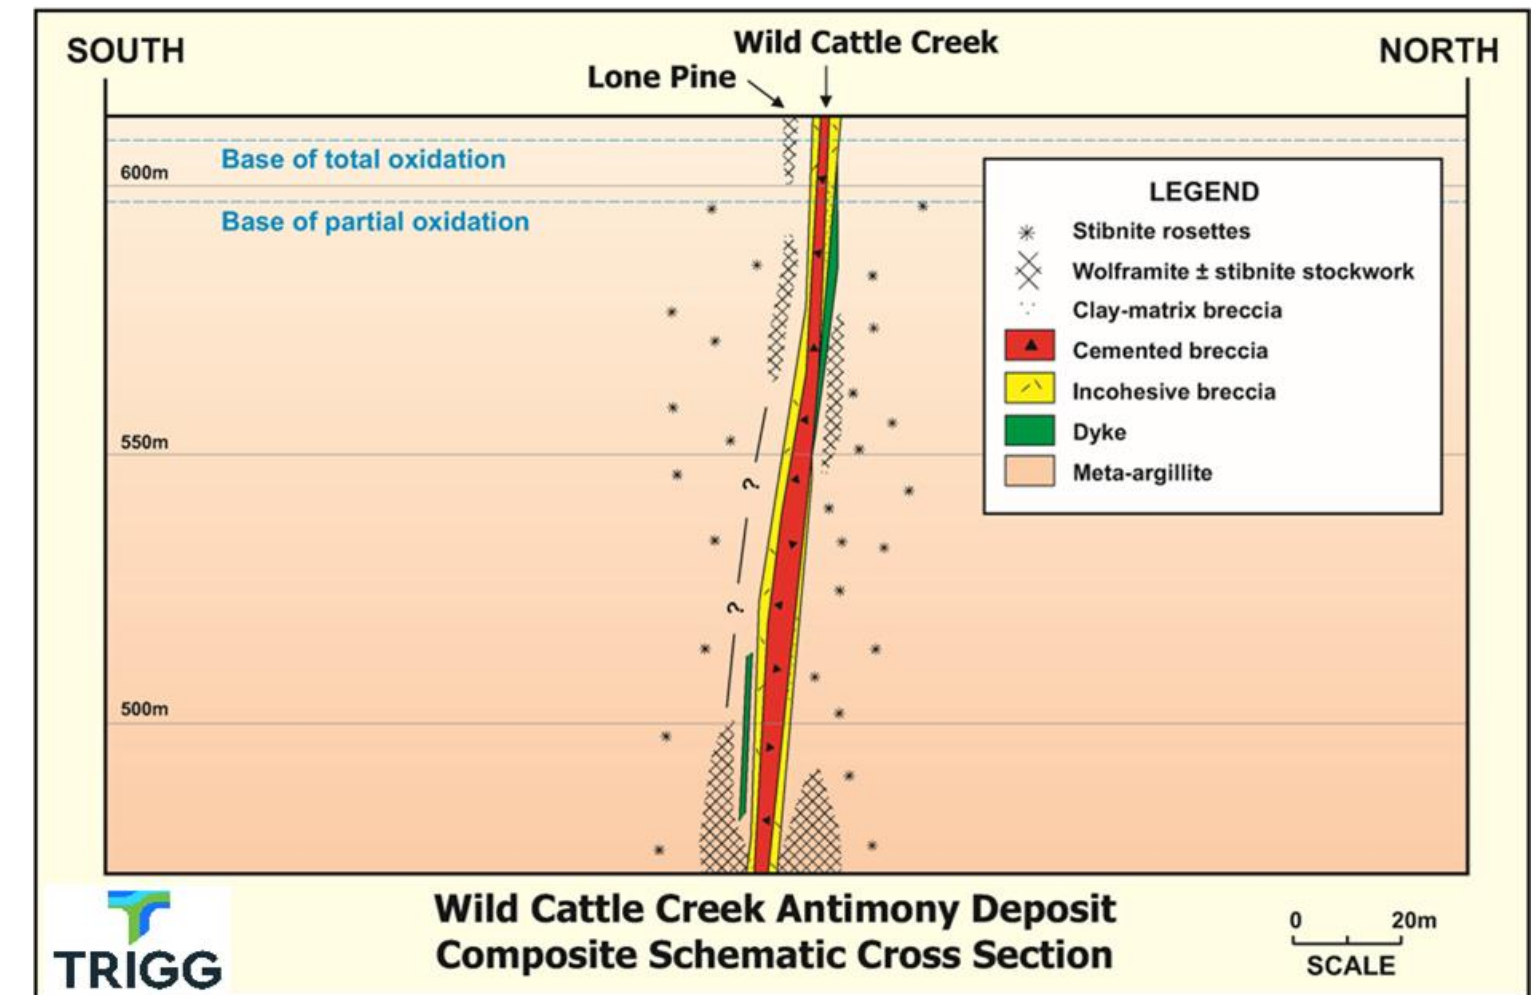 SOUTH
Wild Cattle Creek
NORTH
Lone Pine
Base of total oxidation
600m
Base of partial oxidation
LEGEND
Stibnite rosettes
Wolframite ± stibnite stockwork
Clay-matrix breccia
Cemented breccia
Incohesive breccia
Dyke
Meta-argillite
550m
?
?
500m
Wild Cattle Creek Antimony Deposit
Composite Schematic Cross Section
TRIGG
0 20m
SCALE